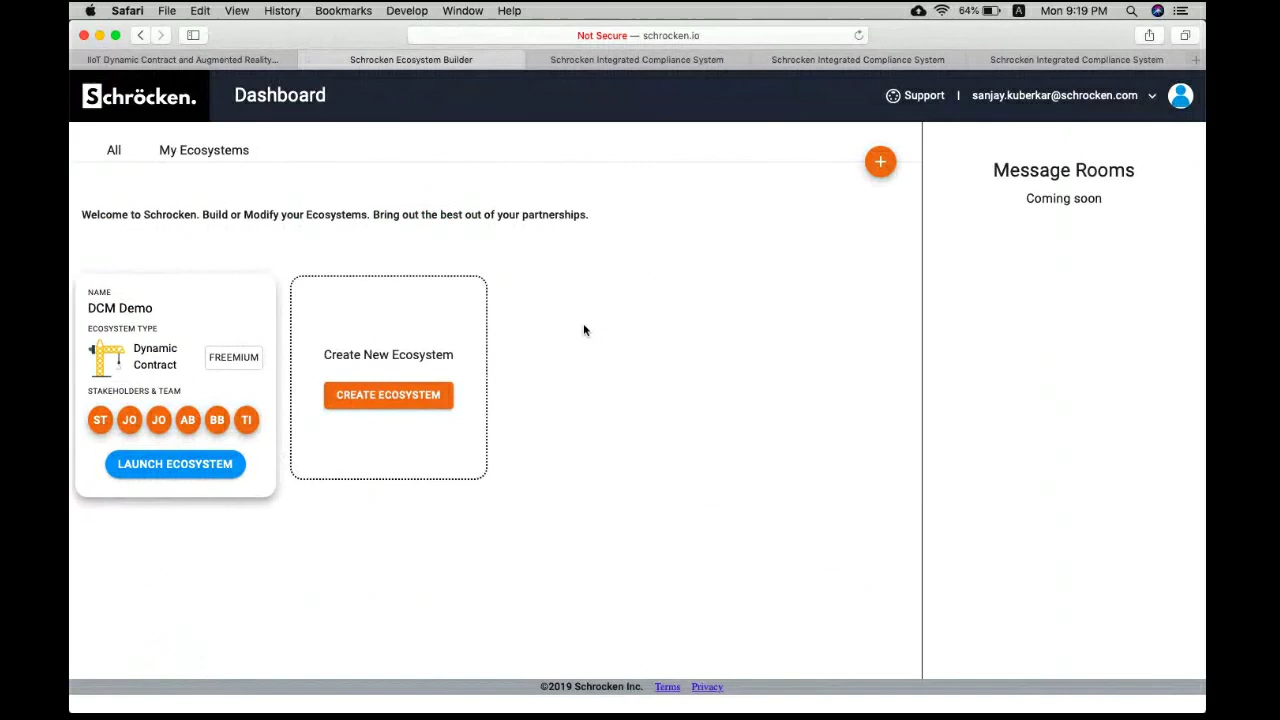 Safari File Edit View History Bookmarks Develop Window Help 64% A Mon 9:19 PM
Not Secure — schrocken.io
IIoT Dynamic Contract and Augmented Reality... Schrocken Ecosystem Builder Schrocken Integrated Compliance System Schrocken Integrated Compliance System Schrocken Integrated Compliance System
Schröcken. Dashboard Support | sanjay.kuberkar@schrocken.com
All My Ecosystems +
Message Rooms
Coming soon
Welcome to Schrocken. Build or Modify your Ecosystems. Bring out the best out of your partnerships.
NAME
DCM Demo
ECOSYSTEM TYPE
Dynamic
Contract
FREEMIUM
STAKEHOLDERS & TEAM
ST JO JO AB BB TI
LAUNCH ECOSYSTEM
Create New Ecosystem
CREATE ECOSYSTEM
©2019 Schrocken Inc. Terms Privacy